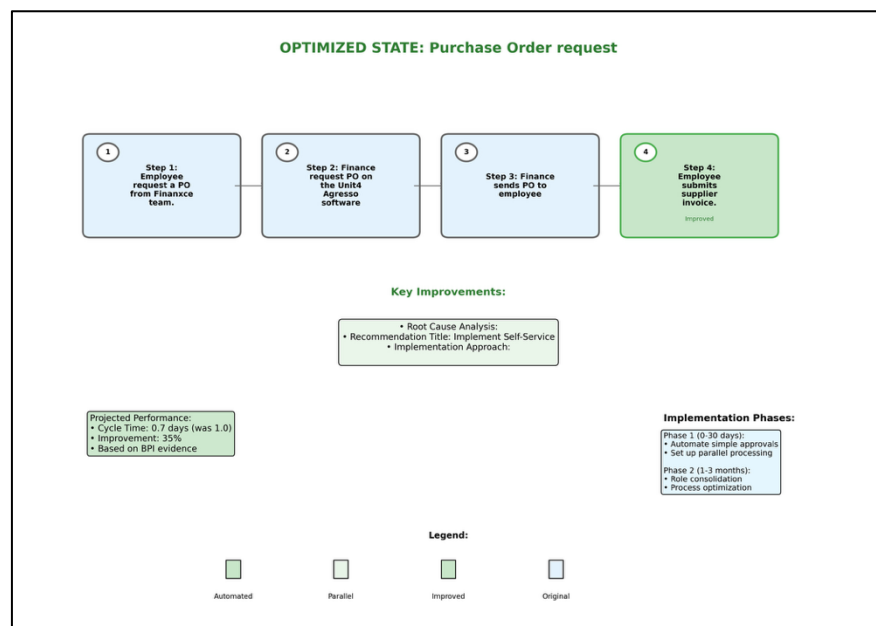 OPTIMIZED STATE: Purchase Order request
1
Step 1:
Employee
request a PO
from Finanxce
team.
2
Step 2: Finance
request PO on
the Unit4
Agresso
software
3
Step 3: Finance
sends PO to
employee
4
Step 4:
Employee
submits
supplier
invoice.
Improved
Key Improvements:
• Root Cause Analysis:
• Recommendation Title: Implement Self-Service
• Implementation Approach:
Projected Performance:
• Cycle Time: 0.7 days (was 1.0)
• Improvement: 35%
• Based on BPI evidence
Implementation Phases:
Phase 1 (0-30 days):
• Automate simple approvals
• Set up parallel processing
Phase 2 (1-3 months):
• Role consolidation
• Process optimization
Legend:
Automated
Parallel
Improved
Original